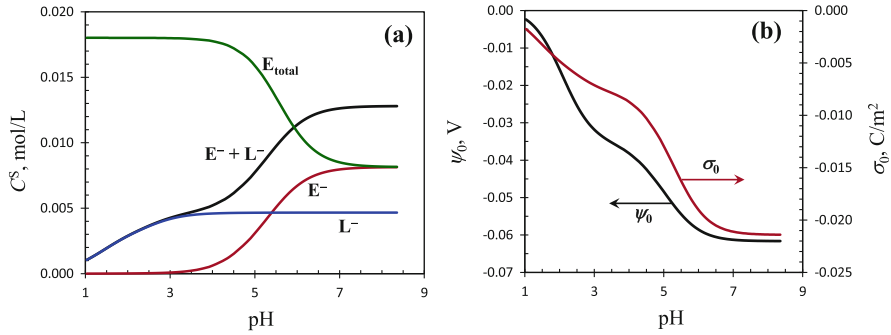 (a)
0.020
0.015
0.010
0.005
0.000
Cˢ, mol/L
E_total
E⁻ + L⁻
E⁻
L⁻
1 3 5 7 9
pH
(b)
0.00
-0.01
-0.02
-0.03
-0.04
-0.05
-0.06
-0.07
ψ₀, V
σ₀
ψ₀
0.000
-0.005
-0.010
-0.015
-0.020
-0.025
σ₀, C/m²
1 3 5 7 9
pH